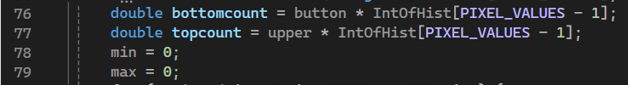 76 double bottomcount = button * IntOfHist[PIXEL_VALUES - 1];
77 double topcount = upper * IntOfHist[PIXEL_VALUES - 1];
78 min = 0;
79 max = 0;